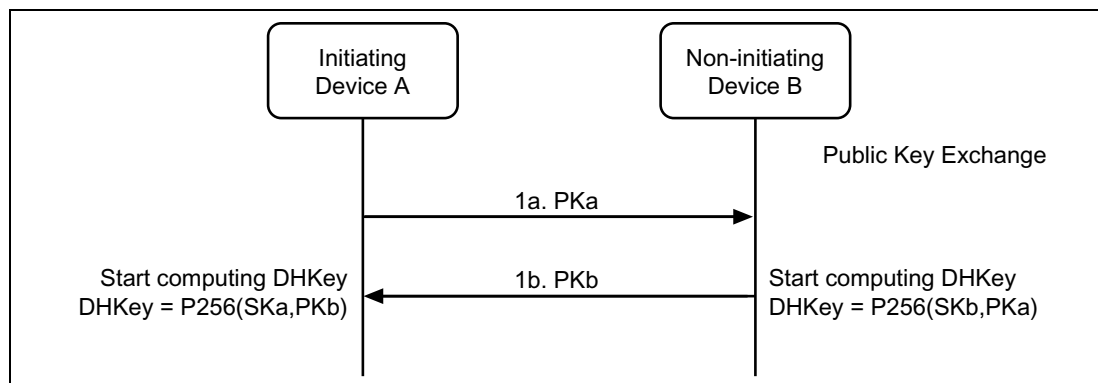 Initiating
Device A
Non-initiating
Device B
Public Key Exchange
1a. PKa
Start computing DHKey
DHKey = P256(SKa,PKb)
1b. PKb
Start computing DHKey
DHKey = P256(SKb,PKa)